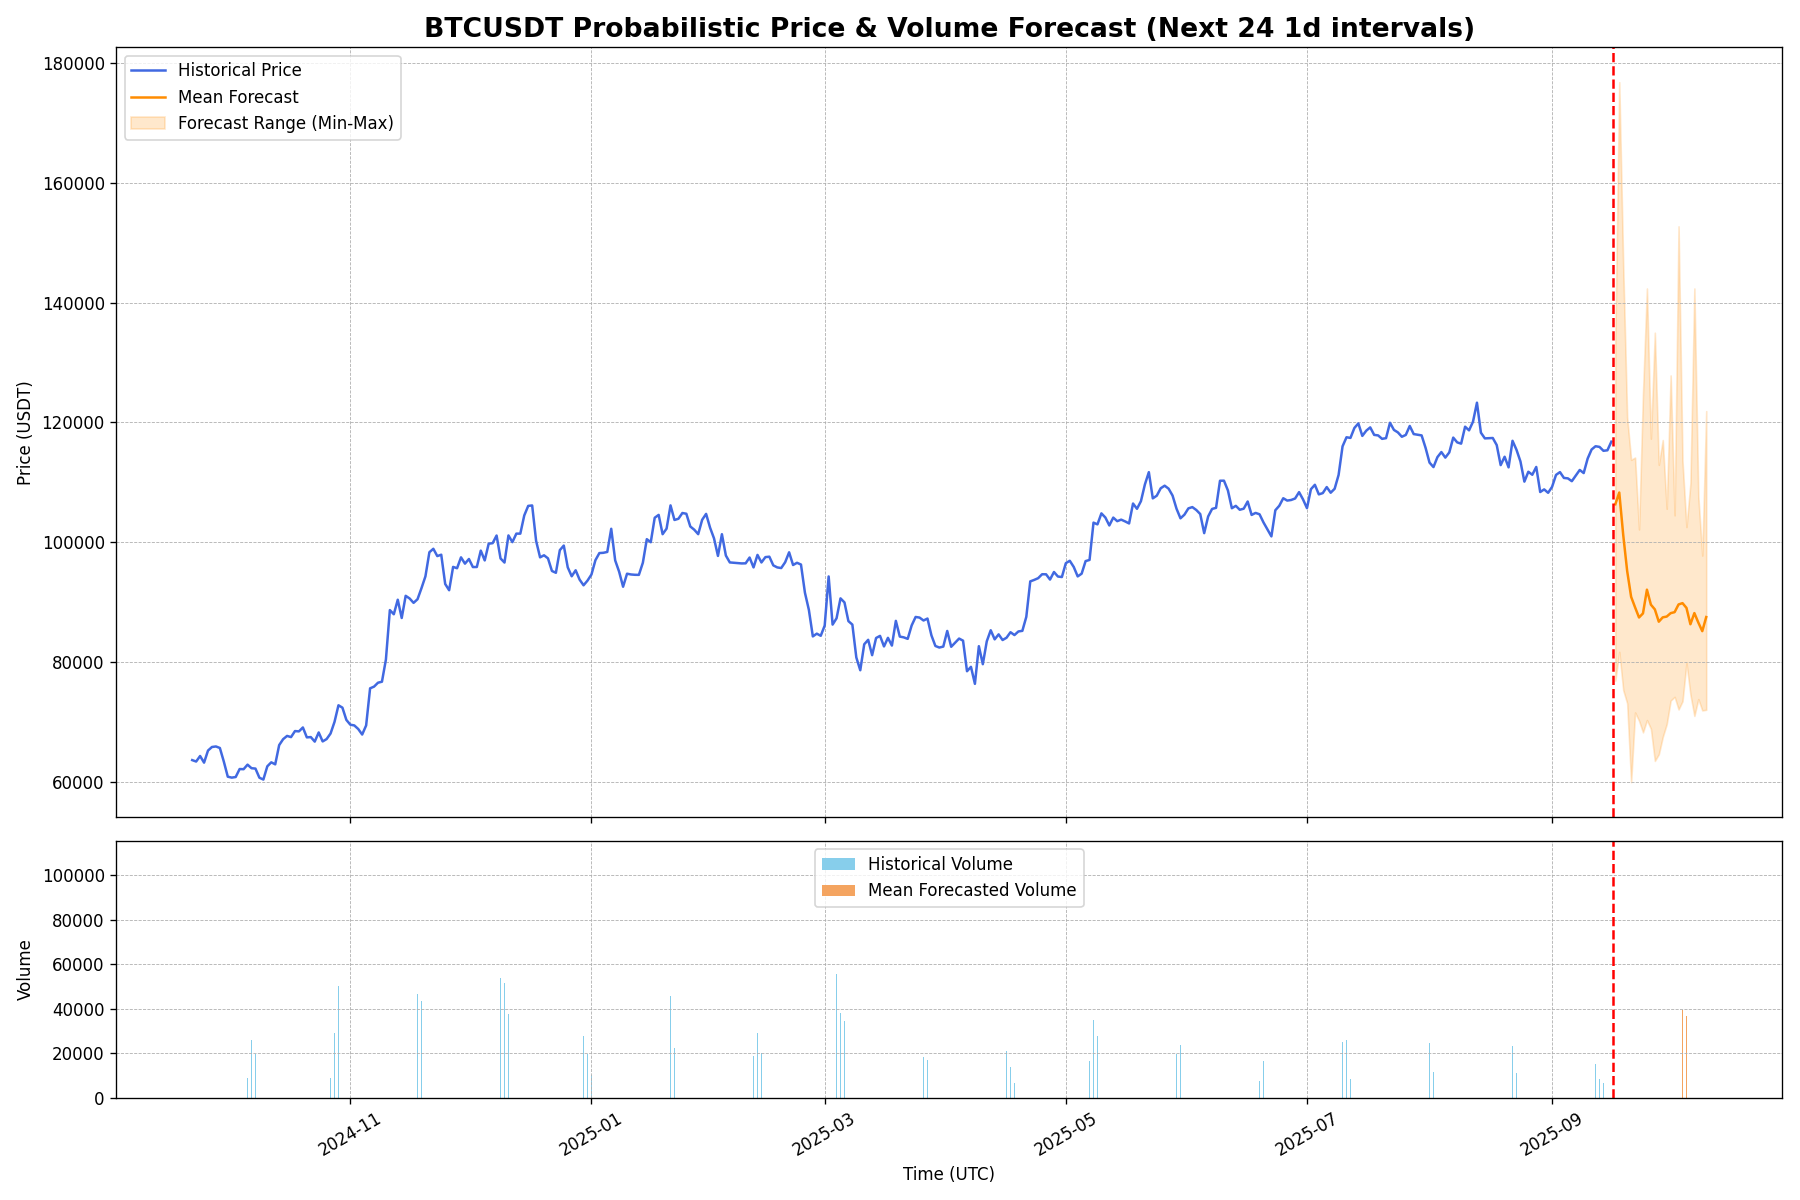 BTCUSDT Probabilistic Price & Volume Forecast (Next 24 1d intervals)
Historical Price
Mean Forecast
Forecast Range (Min-Max)
Price (USDT)
180000
160000
140000
120000
100000
80000
60000
Historical Volume
Mean Forecasted Volume
Volume
100000
80000
60000
40000
20000
0
2024-11
2025-01
2025-03
2025-05
2025-07
2025-09
Time (UTC)